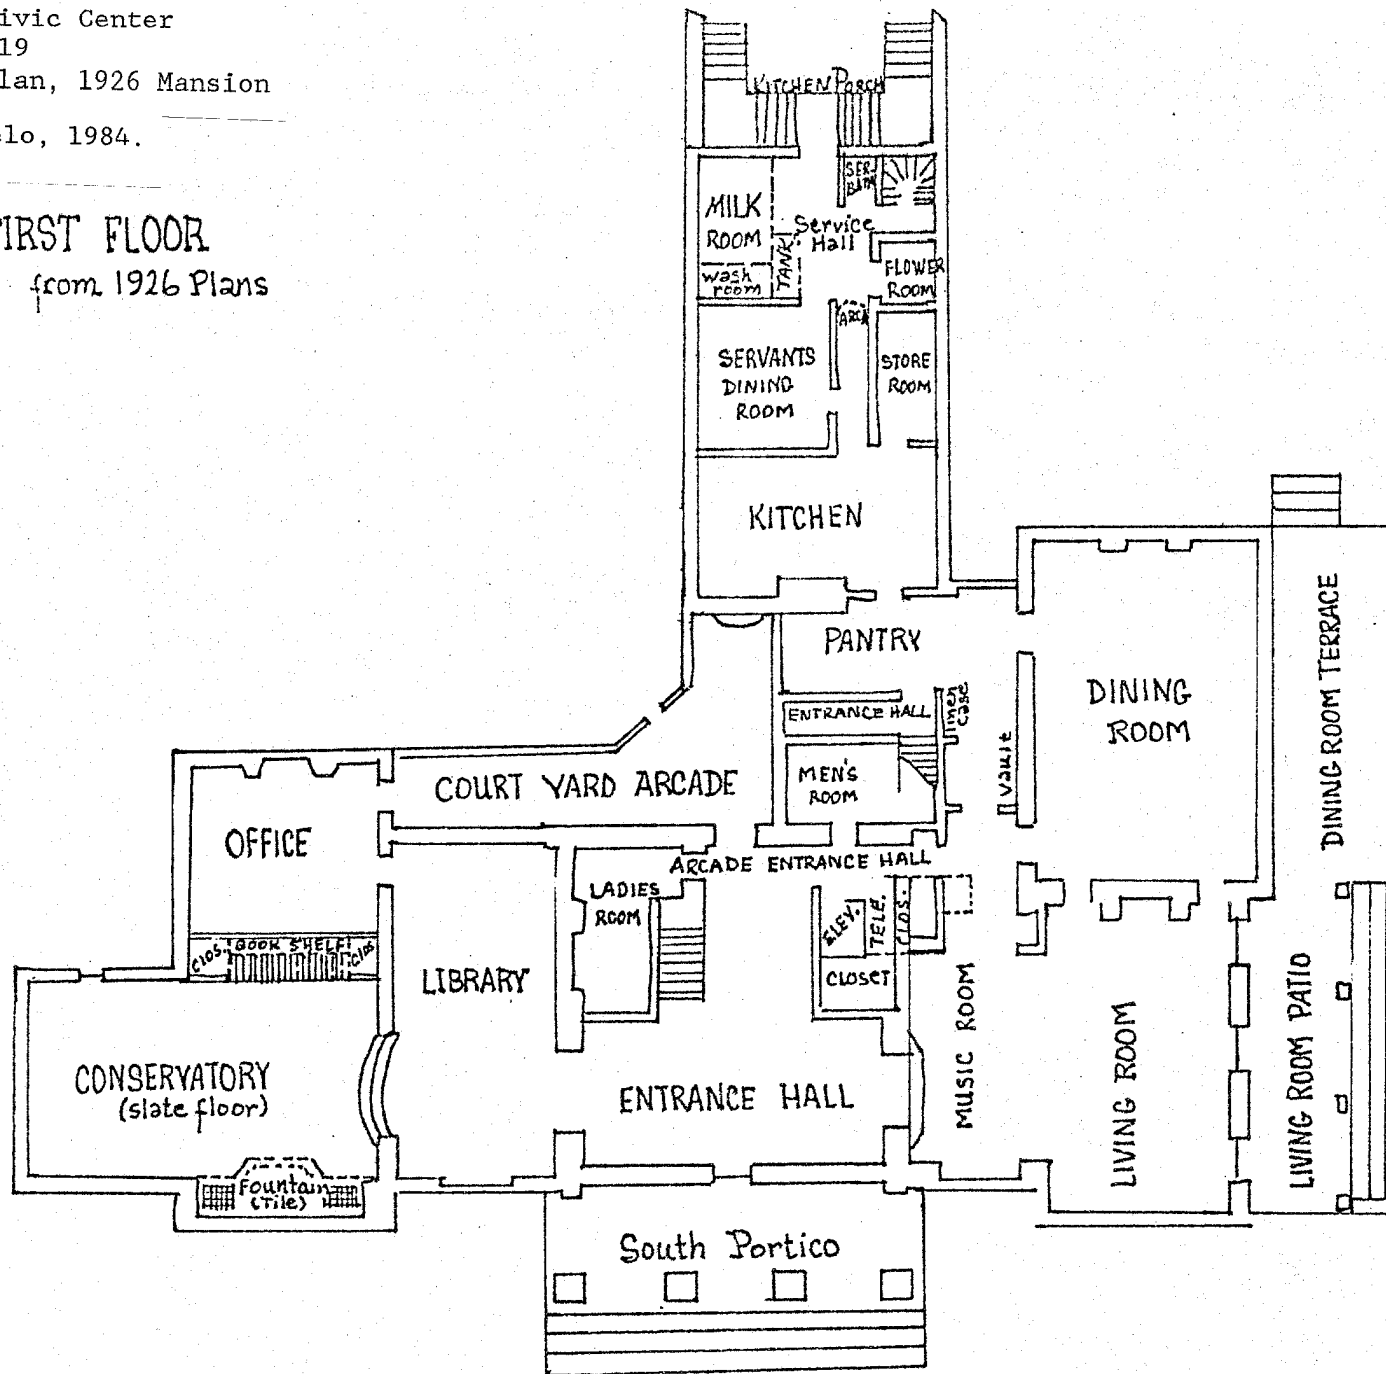 ivic Center
19
lan, 1926 Mansion
elo, 1984.
FIRST FLOOR
from 1926 Plans
KITCHEN PORCH
MILK
ROOM
SER.
BATH
Service
Hall
TANK
wash
room
FLOWER
ROOM
ARCA
SERVANTS
DINING
ROOM
STORE
ROOM
KITCHEN
PANTRY
ENTRANCE HALL
linen
case
MEN'S
ROOM
vault
DINING
ROOM
DINING ROOM TERRACE
COURT YARD ARCADE
OFFICE
ARCADE ENTRANCE HALL
LADIES
ROOM
ELEV.
TELE.
CLOS.
CLOSET
CLOS.
BOOK SHELF
CLOS
LIBRARY
MUSIC ROOM
LIVING ROOM
LIVING ROOM PATIO
CONSERVATORY
(slate floor)
ENTRANCE HALL
Fountain
(Tile)
South Portico